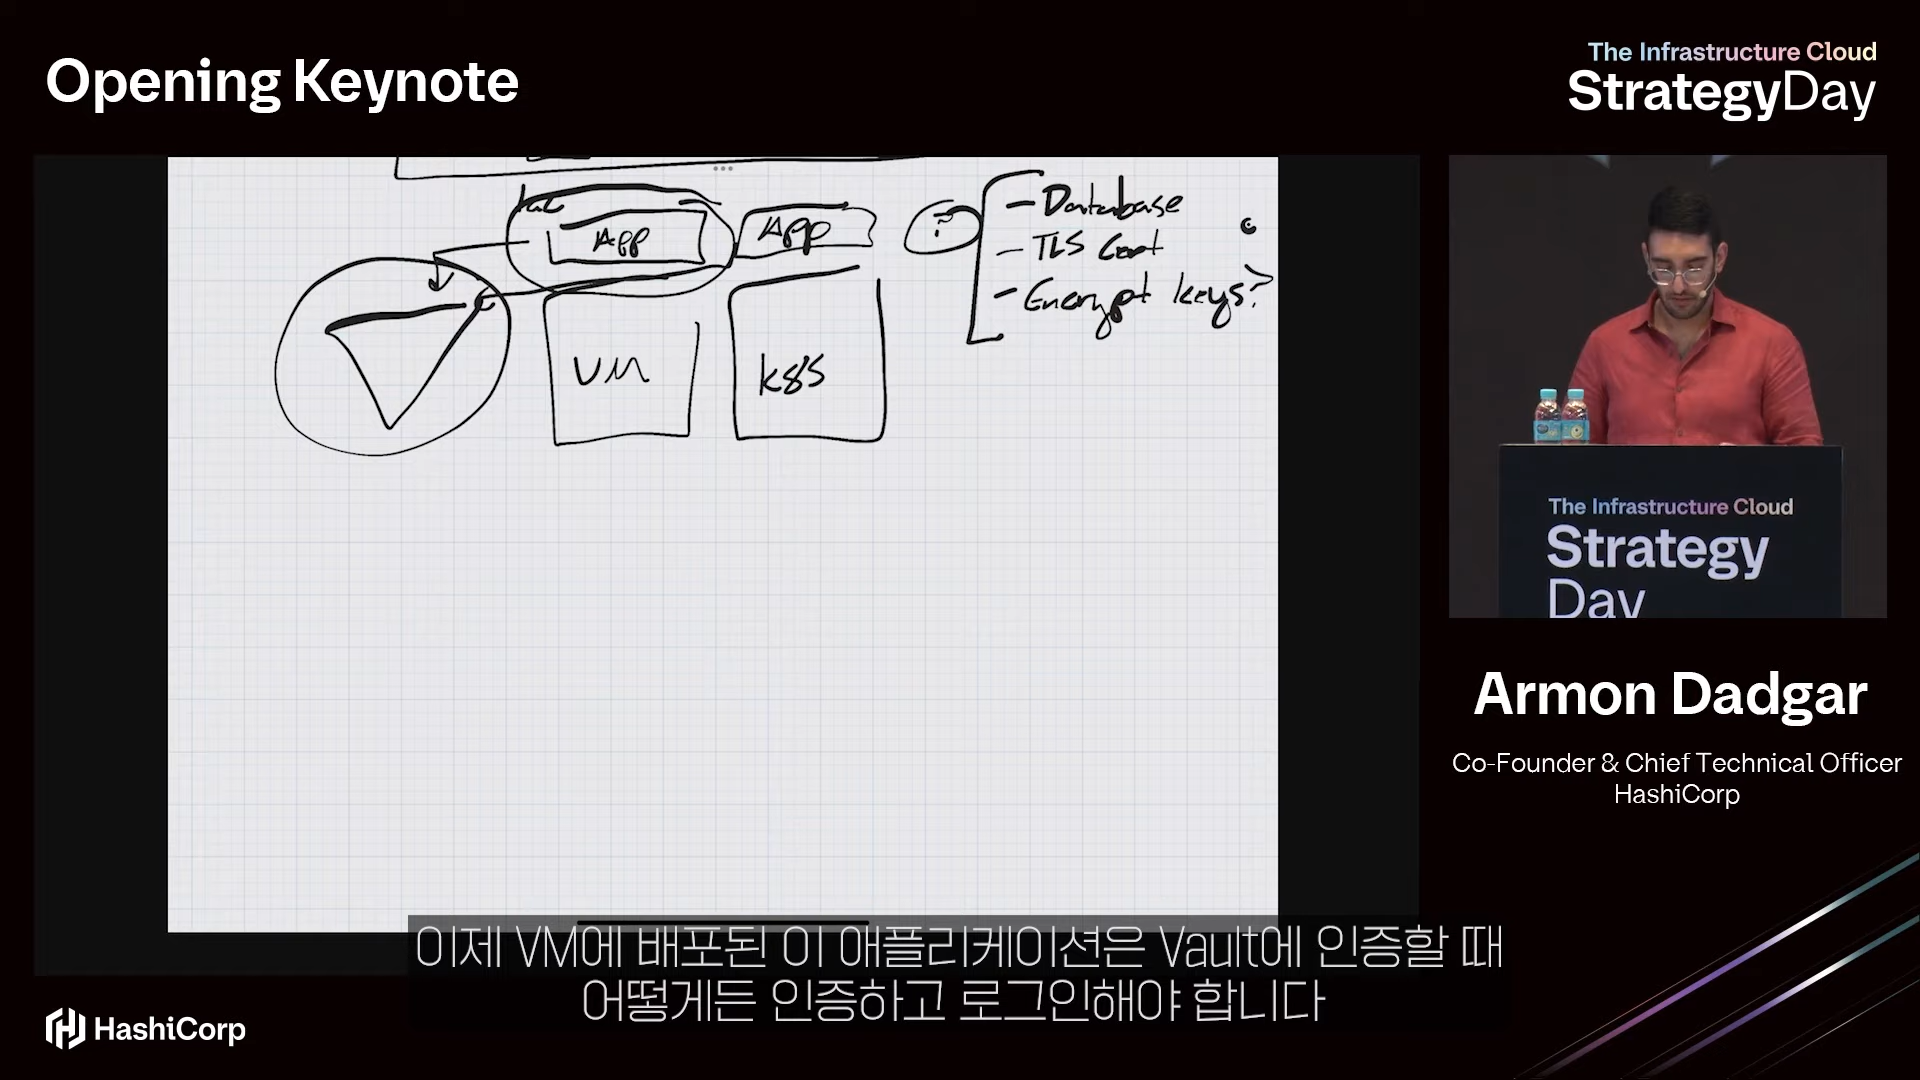 Opening Keynote
The Infrastructure Cloud
StrategyDay
App
App
?
- Database
- TLS Cert
- Encrypt keys?
VM
k8s
The Infrastructure Cloud
Strategy
Day
Armon Dadgar
Co-Founder & Chief Technical Officer
HashiCorp
이제 VM에 배포된 이 애플리케이션은 Vault에 인증할 때
어떻게든 인증하고 로그인해야 합니다
HashiCorp